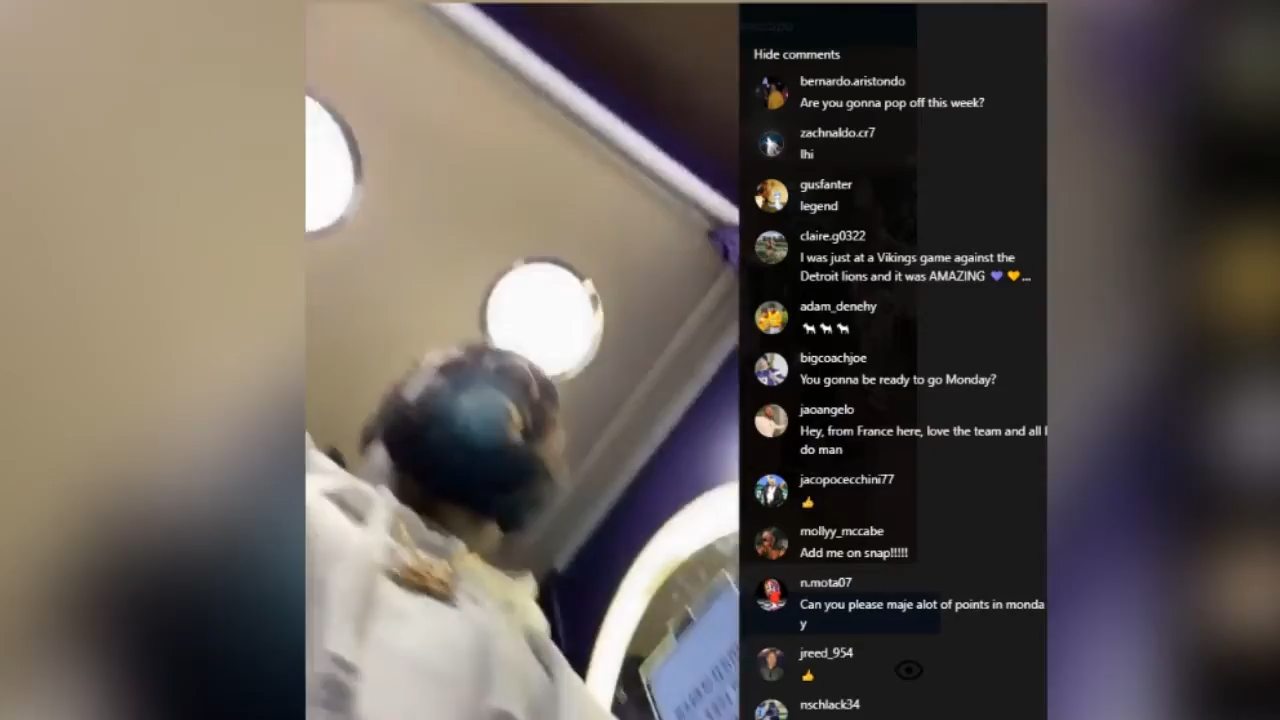 Hide comments
bernardo.aristondo
Are you gonna pop off this week?
zachnaldo.cr7
lhi
gusfanter
legend
claire.g0322
I was just at a Vikings game against the
Detroit lions and it was AMAZING 💜 💛...
adam_denehy
🐐🐐🐐
bigcoachjoe
You gonna be ready to go Monday?
jaoangelo
Hey, from France here, love the team and all
do man
jacopocecchini77
👍
mollyy_mccabe
Add me on snap!!!!!
n.mota07
Can you please maje alot of points in monda
y
jreed_954
👍
nschlack34